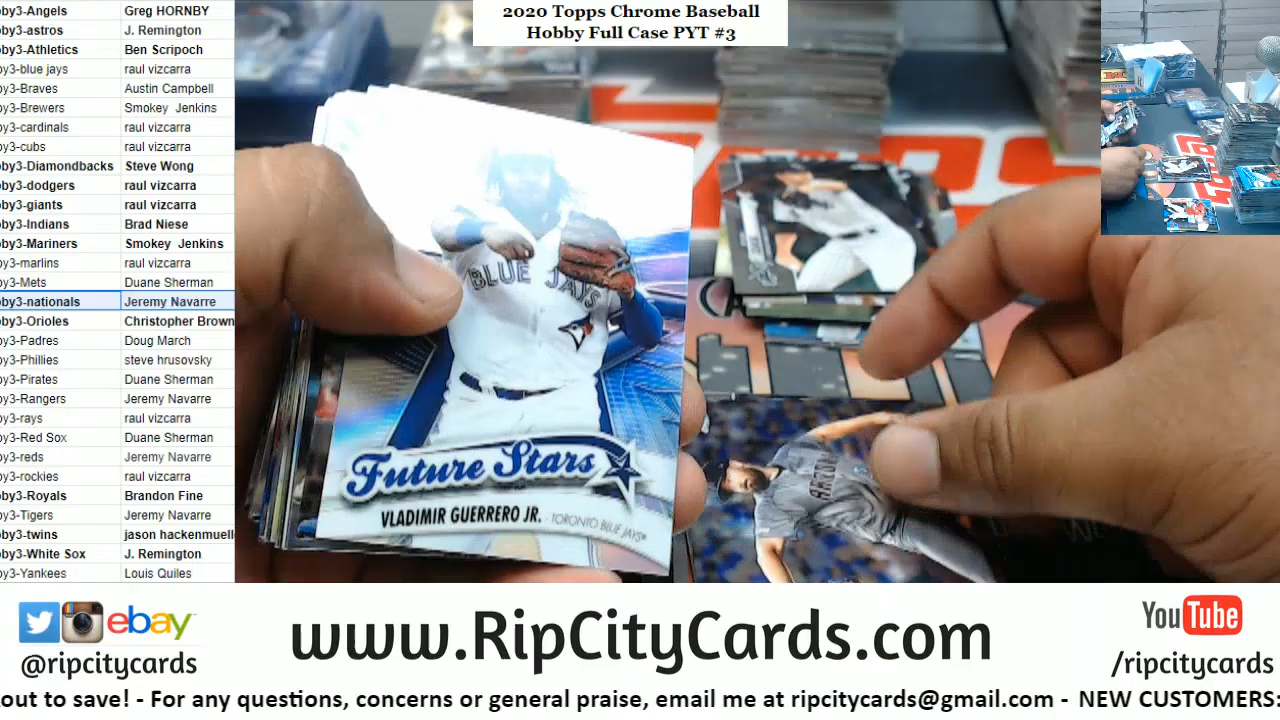 by3-Angels Greg HORNBY
by3-astros J. Remington
by3-Athletics Ben Scripoch
by3-blue jays raul vizcarra
by3-Braves Austin Campbell
by3-Brewers Smokey Jenkins
by3-cardinals raul vizcarra
by3-cubs raul vizcarra
by3-Diamondbacks Steve Wong
by3-dodgers raul vizcarra
by3-giants raul vizcarra
by3-Indians Brad Niese
by3-Mariners Smokey Jenkins
by3-marlins raul vizcarra
by3-Mets Duane Sherman
by3-nationals Jeremy Navarre
by3-Orioles Christopher Brown
by3-Padres Doug March
by3-Phillies steve hrusovsky
by3-Pirates Duane Sherman
by3-Rangers Jeremy Navarre
by3-rays raul vizcarra
by3-Red Sox Duane Sherman
by3-reds Jeremy Navarre
by3-rockies raul vizcarra
by3-Royals Brandon Fine
by3-Tigers Jeremy Navarre
by3-twins jason hackenmuell
by3-White Sox J. Remington
by3-Yankees Louis Quiles
2020 Topps Chrome Baseball
Hobby Full Case PYT #3
BLUE JAYS
Future Stars
VLADIMIR GUERRERO JR. · TORONTO BLUE JAYS®
ebay™
@ripcitycards
www.RipCityCards.com
YouTube
/ripcitycards
out to save! - For any questions, concerns or general praise, email me at ripcitycards@gmail.com - NEW CUSTOMERS: